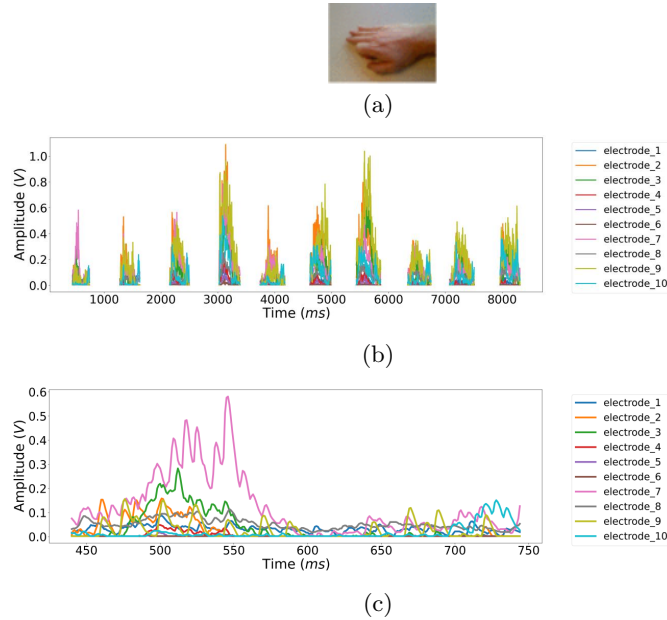 (a)
Amplitude (V)
1.0
0.8
0.6
0.4
0.2
0.0
1000 2000 3000 4000 5000 6000 7000 8000
Time (ms)
electrode_1
electrode_2
electrode_3
electrode_4
electrode_5
electrode_6
electrode_7
electrode_8
electrode_9
electrode_10
(b)
Amplitude (V)
0.6
0.5
0.4
0.3
0.2
0.1
0.0
450 500 550 600 650 700 750
Time (ms)
electrode_1
electrode_2
electrode_3
electrode_4
electrode_5
electrode_6
electrode_7
electrode_8
electrode_9
electrode_10
(c)